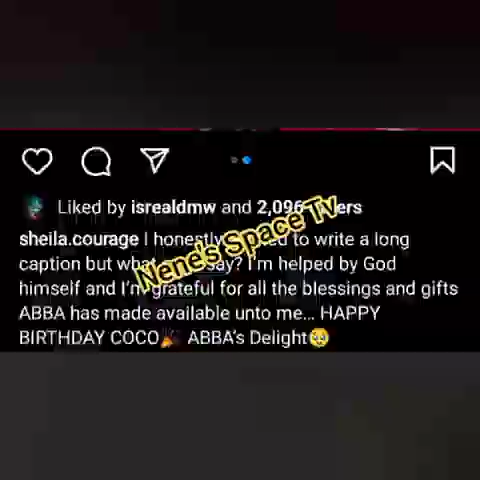 Liked by isrealdmw and 2,096 ers
sheila.courage I honestly ed to write a long
caption but what say? I'm helped by God
himself and I'm grateful for all the blessings and gifts
ABBA has made available unto me... HAPPY
BIRTHDAY COCO🎉 ABBA's Delight🥹
Nene's Space Tv